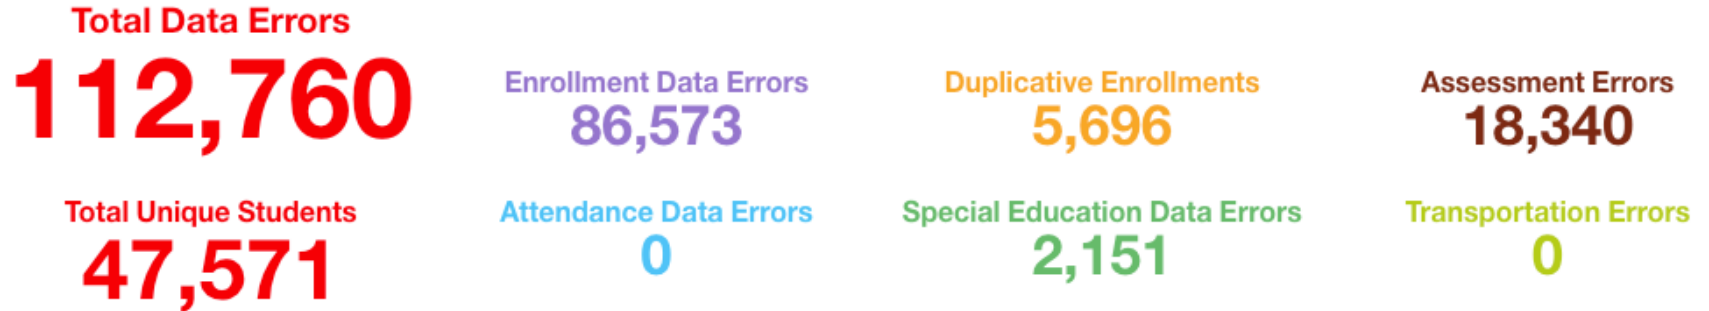 Total Data Errors
112,760
Enrollment Data Errors
86,573
Duplicative Enrollments
5,696
Assessment Errors
18,340
Total Unique Students
47,571
Attendance Data Errors
0
Special Education Data Errors
2,151
Transportation Errors
0